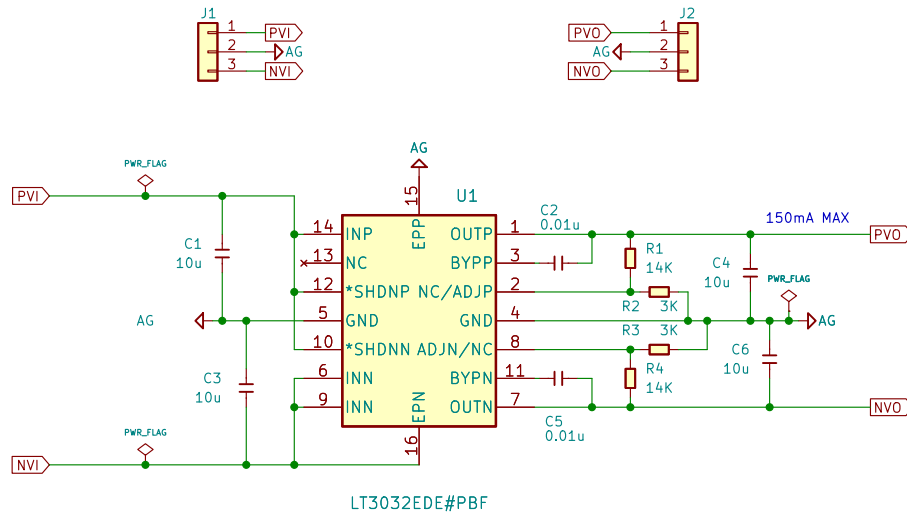 J1
J2
1
PVI
PVO
1
2
AG
AG
2
3
NVI
NVO
3
AG
PWR_FLAG
15
U1
PVI
EPP
C2
0.01u
150mA MAX
14
INP
OUTP
1
PVO
C1
10u
13
NC
BYPP
3
R1
14K
C4
10u
PWR_FLAG
12
*SHDNP
NC/ADJP
2
R2
3K
AG
5
GND
GND
4
AG
R3
3K
10
*SHDNN
ADJN/NC
8
C6
10u
C3
10u
6
INN
BYPN
11
R4
14K
9
INN
OUTN
7
NVO
EPN
C5
0.01u
PWR_FLAG
16
NVI
LT3032EDE#PBF